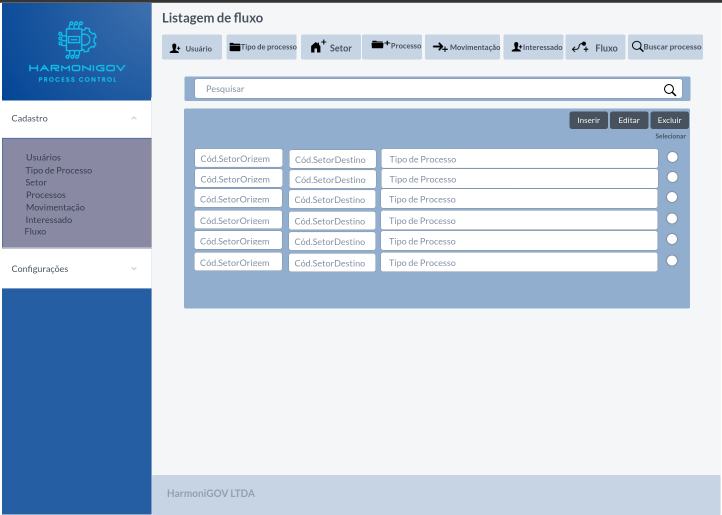 Listagem de fluxo
HARMONIGOV
PROCESS CONTROL
Usuário
Tipo de processo
Setor
Processo
Movimentação
Interessado
Fluxo
Buscar processo
Pesquisar
Cadastro
Usuários
Tipo de Processo
Setor
Processos
Movimentação
Interessado
Fluxo
Configurações
Inserir Editar Excluir
Selecionar
Cód.SetorOrigem Cód.SetorDestino Tipo de Processo
Cód.SetorOrigem Cód.SetorDestino Tipo de Processo
Cód.SetorOrigem Cód.SetorDestino Tipo de Processo
Cód.SetorOrigem Cód.SetorDestino Tipo de Processo
Cód.SetorOrigem Cód.SetorDestino Tipo de Processo
Cód.SetorOrigem Cód.SetorDestino Tipo de Processo
HarmoniGOV LTDA